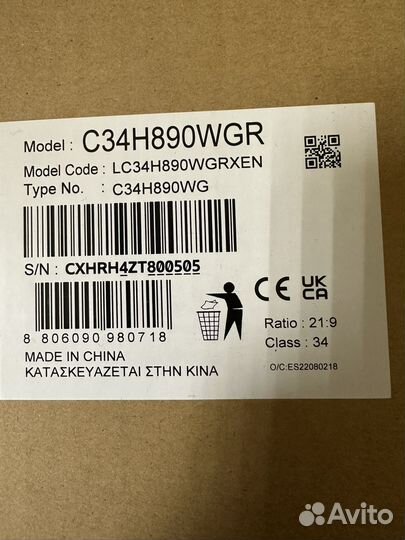 Model : C34H890WGR
Model Code : LC34H890WGRXEN
Type No. : C34H890WG
S/N : CXHRH4ZT800505
CE UK CA
8 806090 980718
Ratio : 21:9
MADE IN CHINA
Class : 34
ΚΑΤΑΣΚΕΥΑΖΕΤΑΙ ΣΤΗΝ ΚΙΝΑ
O/C:ES22080218
Avito